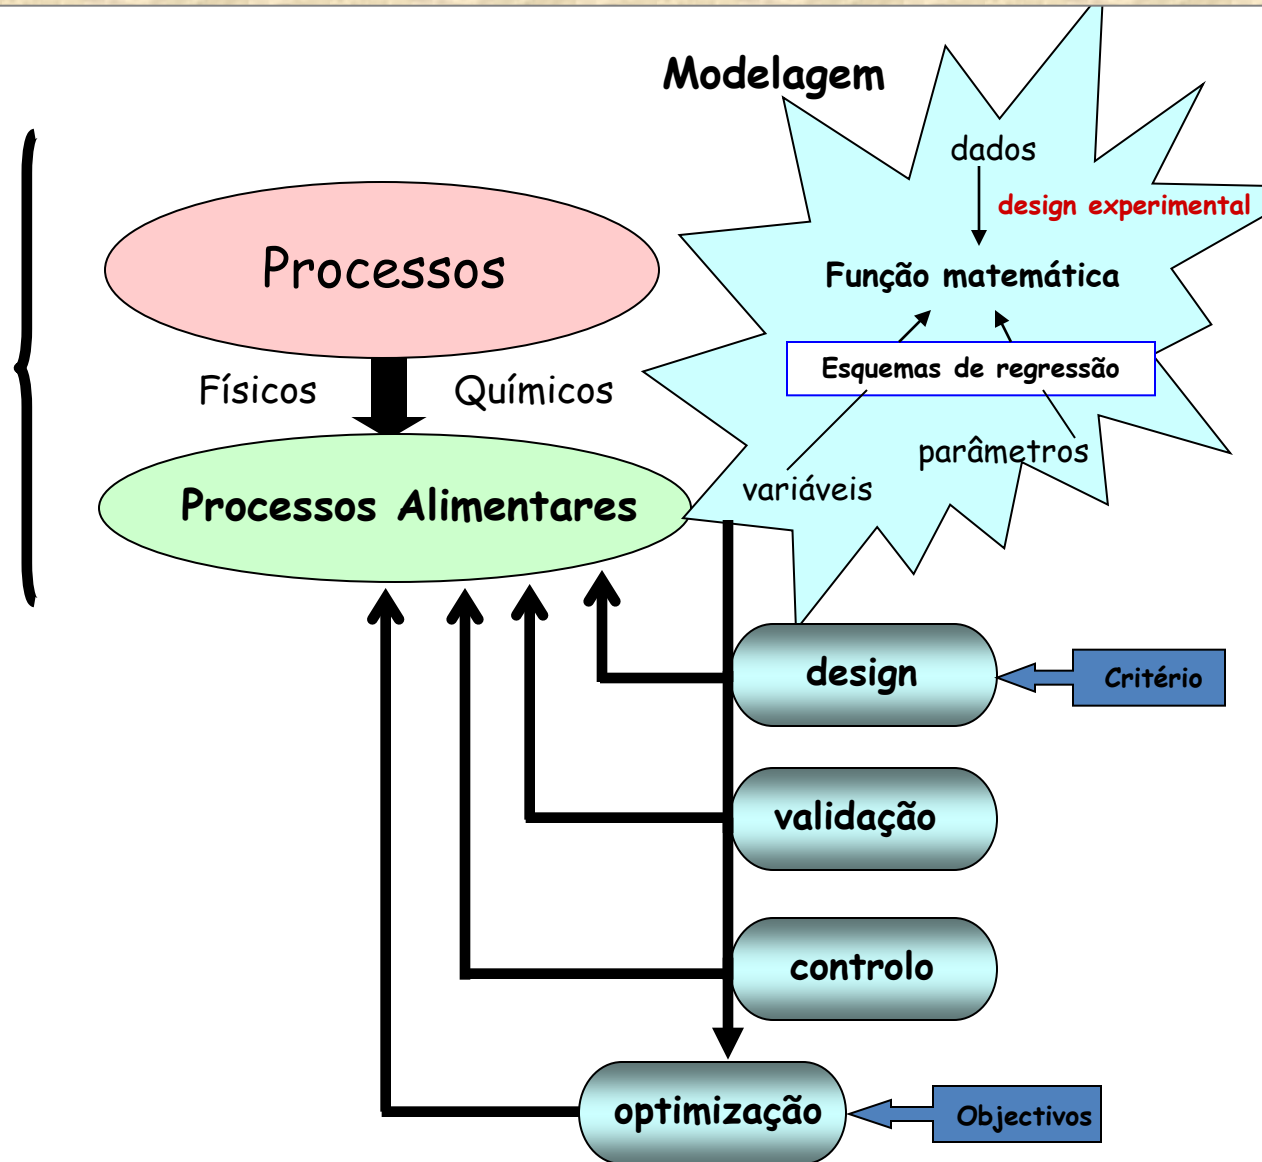 Modelagem
dados
design experimental
Processos
Função matemática
Esquemas de regressão
Físicos
Químicos
parâmetros
variáveis
Processos Alimentares
design
Critério
validação
controlo
optimização
Objectivos